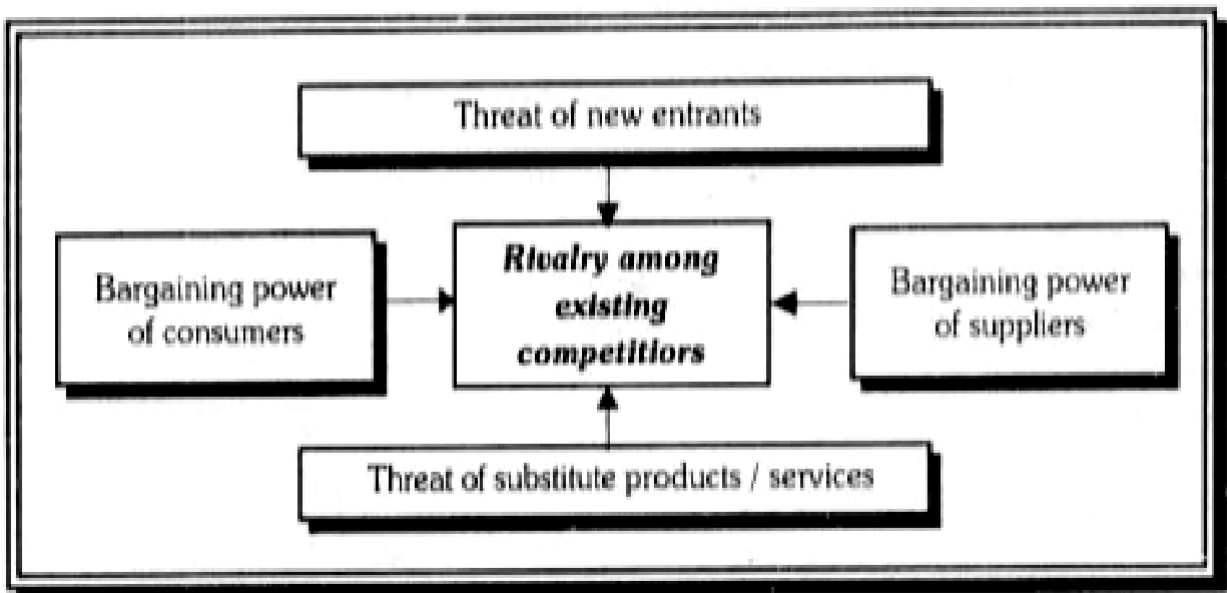 Threat of new entrants
Bargaining power
of consumers
Rivalry among
existing
competitiors
Bargaining power
of suppliers
Threat of substitute products / services